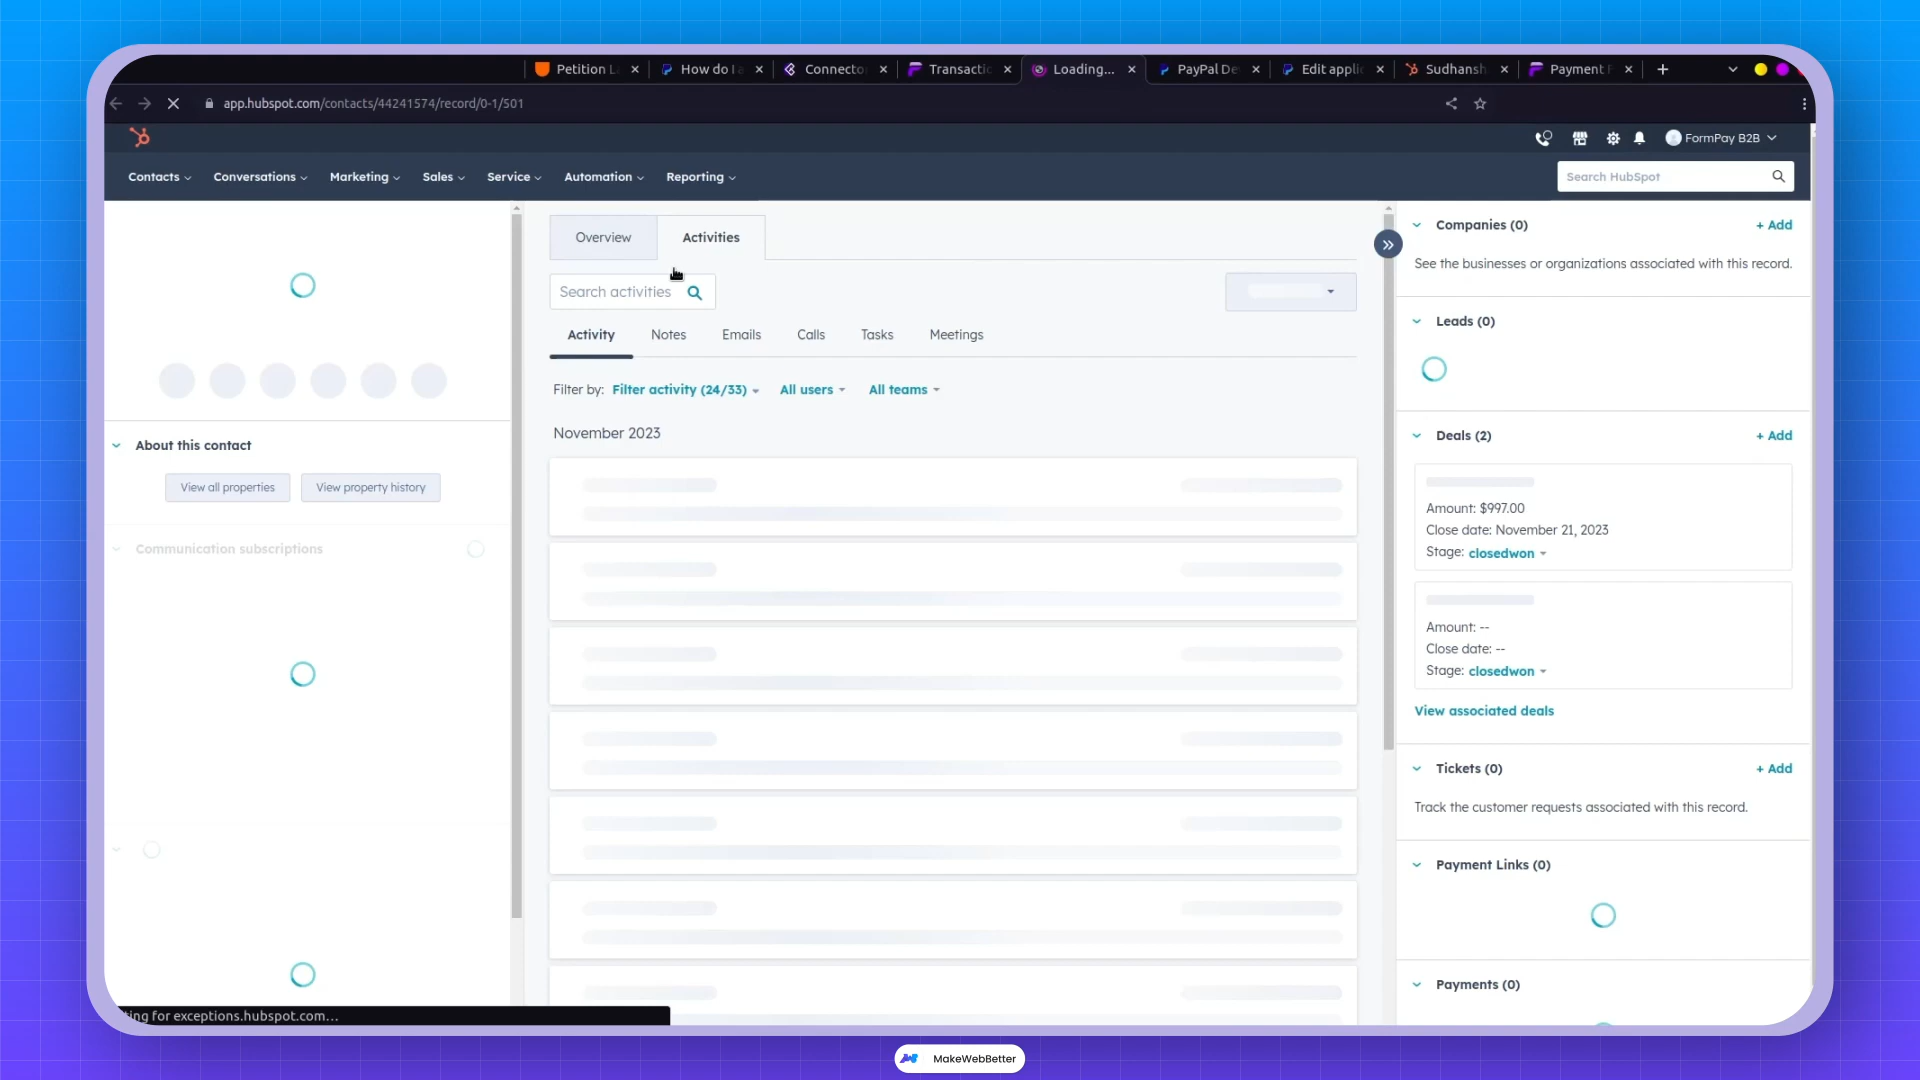 Petition L
How do I a
Connecto
Transactio
Loading...
PayPal De
Edit appli
Sudhansh
Payment F
app.hubspot.com/contacts/44241574/record/0-1/501
FormPay B2B
Contacts
Conversations
Marketing
Sales
Service
Automation
Reporting
Search HubSpot
About this contact
View all properties
View property history
Communication subscriptions
ting for exceptions.hubspot.com...
Overview
Activities
Search activities
Activity
Notes
Emails
Calls
Tasks
Meetings
Filter by: Filter activity (24/33) All users All teams
November 2023
Companies (0)
+ Add
See the businesses or organizations associated with this record.
Leads (0)
Deals (2)
+ Add
Amount: $997.00
Close date: November 21, 2023
Stage: closedwon
Amount: --
Close date: --
Stage: closedwon
View associated deals
Tickets (0)
+ Add
Track the customer requests associated with this record.
Payment Links (0)
Payments (0)
MakeWebBetter